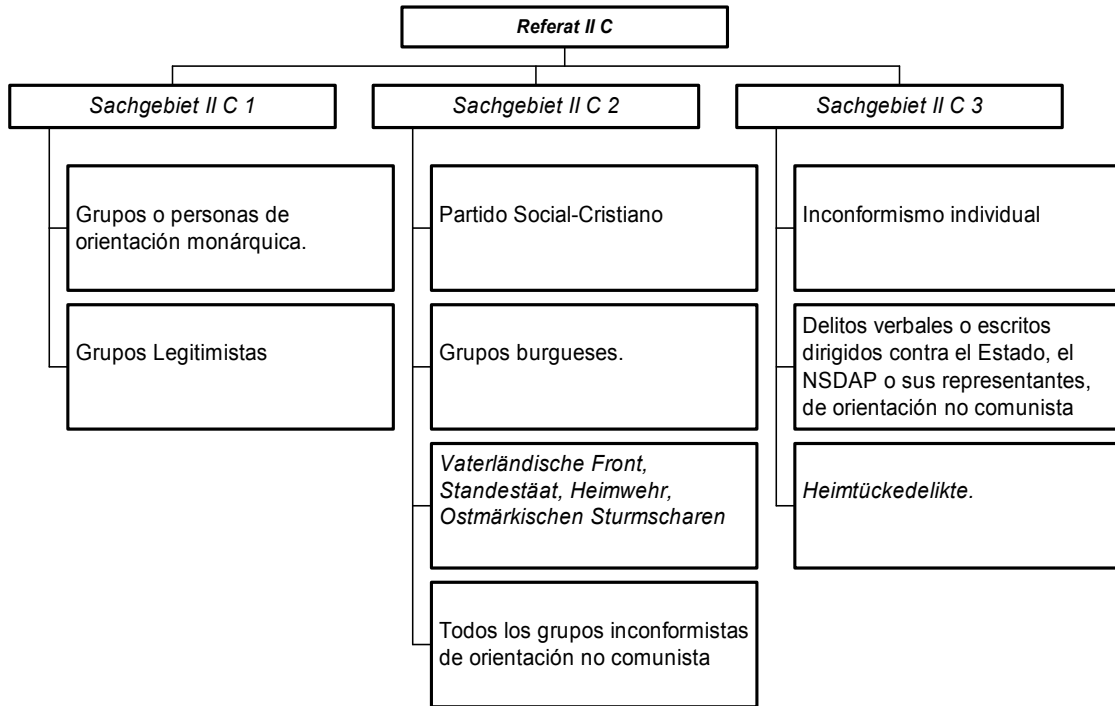 Referat II C
Sachgebiet II C 1
Grupos o personas de
orientación monárquica.
Grupos Legitimistas
Sachgebiet II C 2
Partido Social-Cristiano
Grupos burgueses.
Vaterländische Front,
Standestäat, Heimwehr,
Ostmärkischen Sturmscharen
Todos los grupos inconformistas
de orientación no comunista
Sachgebiet II C 3
Inconformismo individual
Delitos verbales o escritos
dirigidos contra el Estado, el
NSDAP o sus representantes,
de orientación no comunista
Heimtückedelikte.